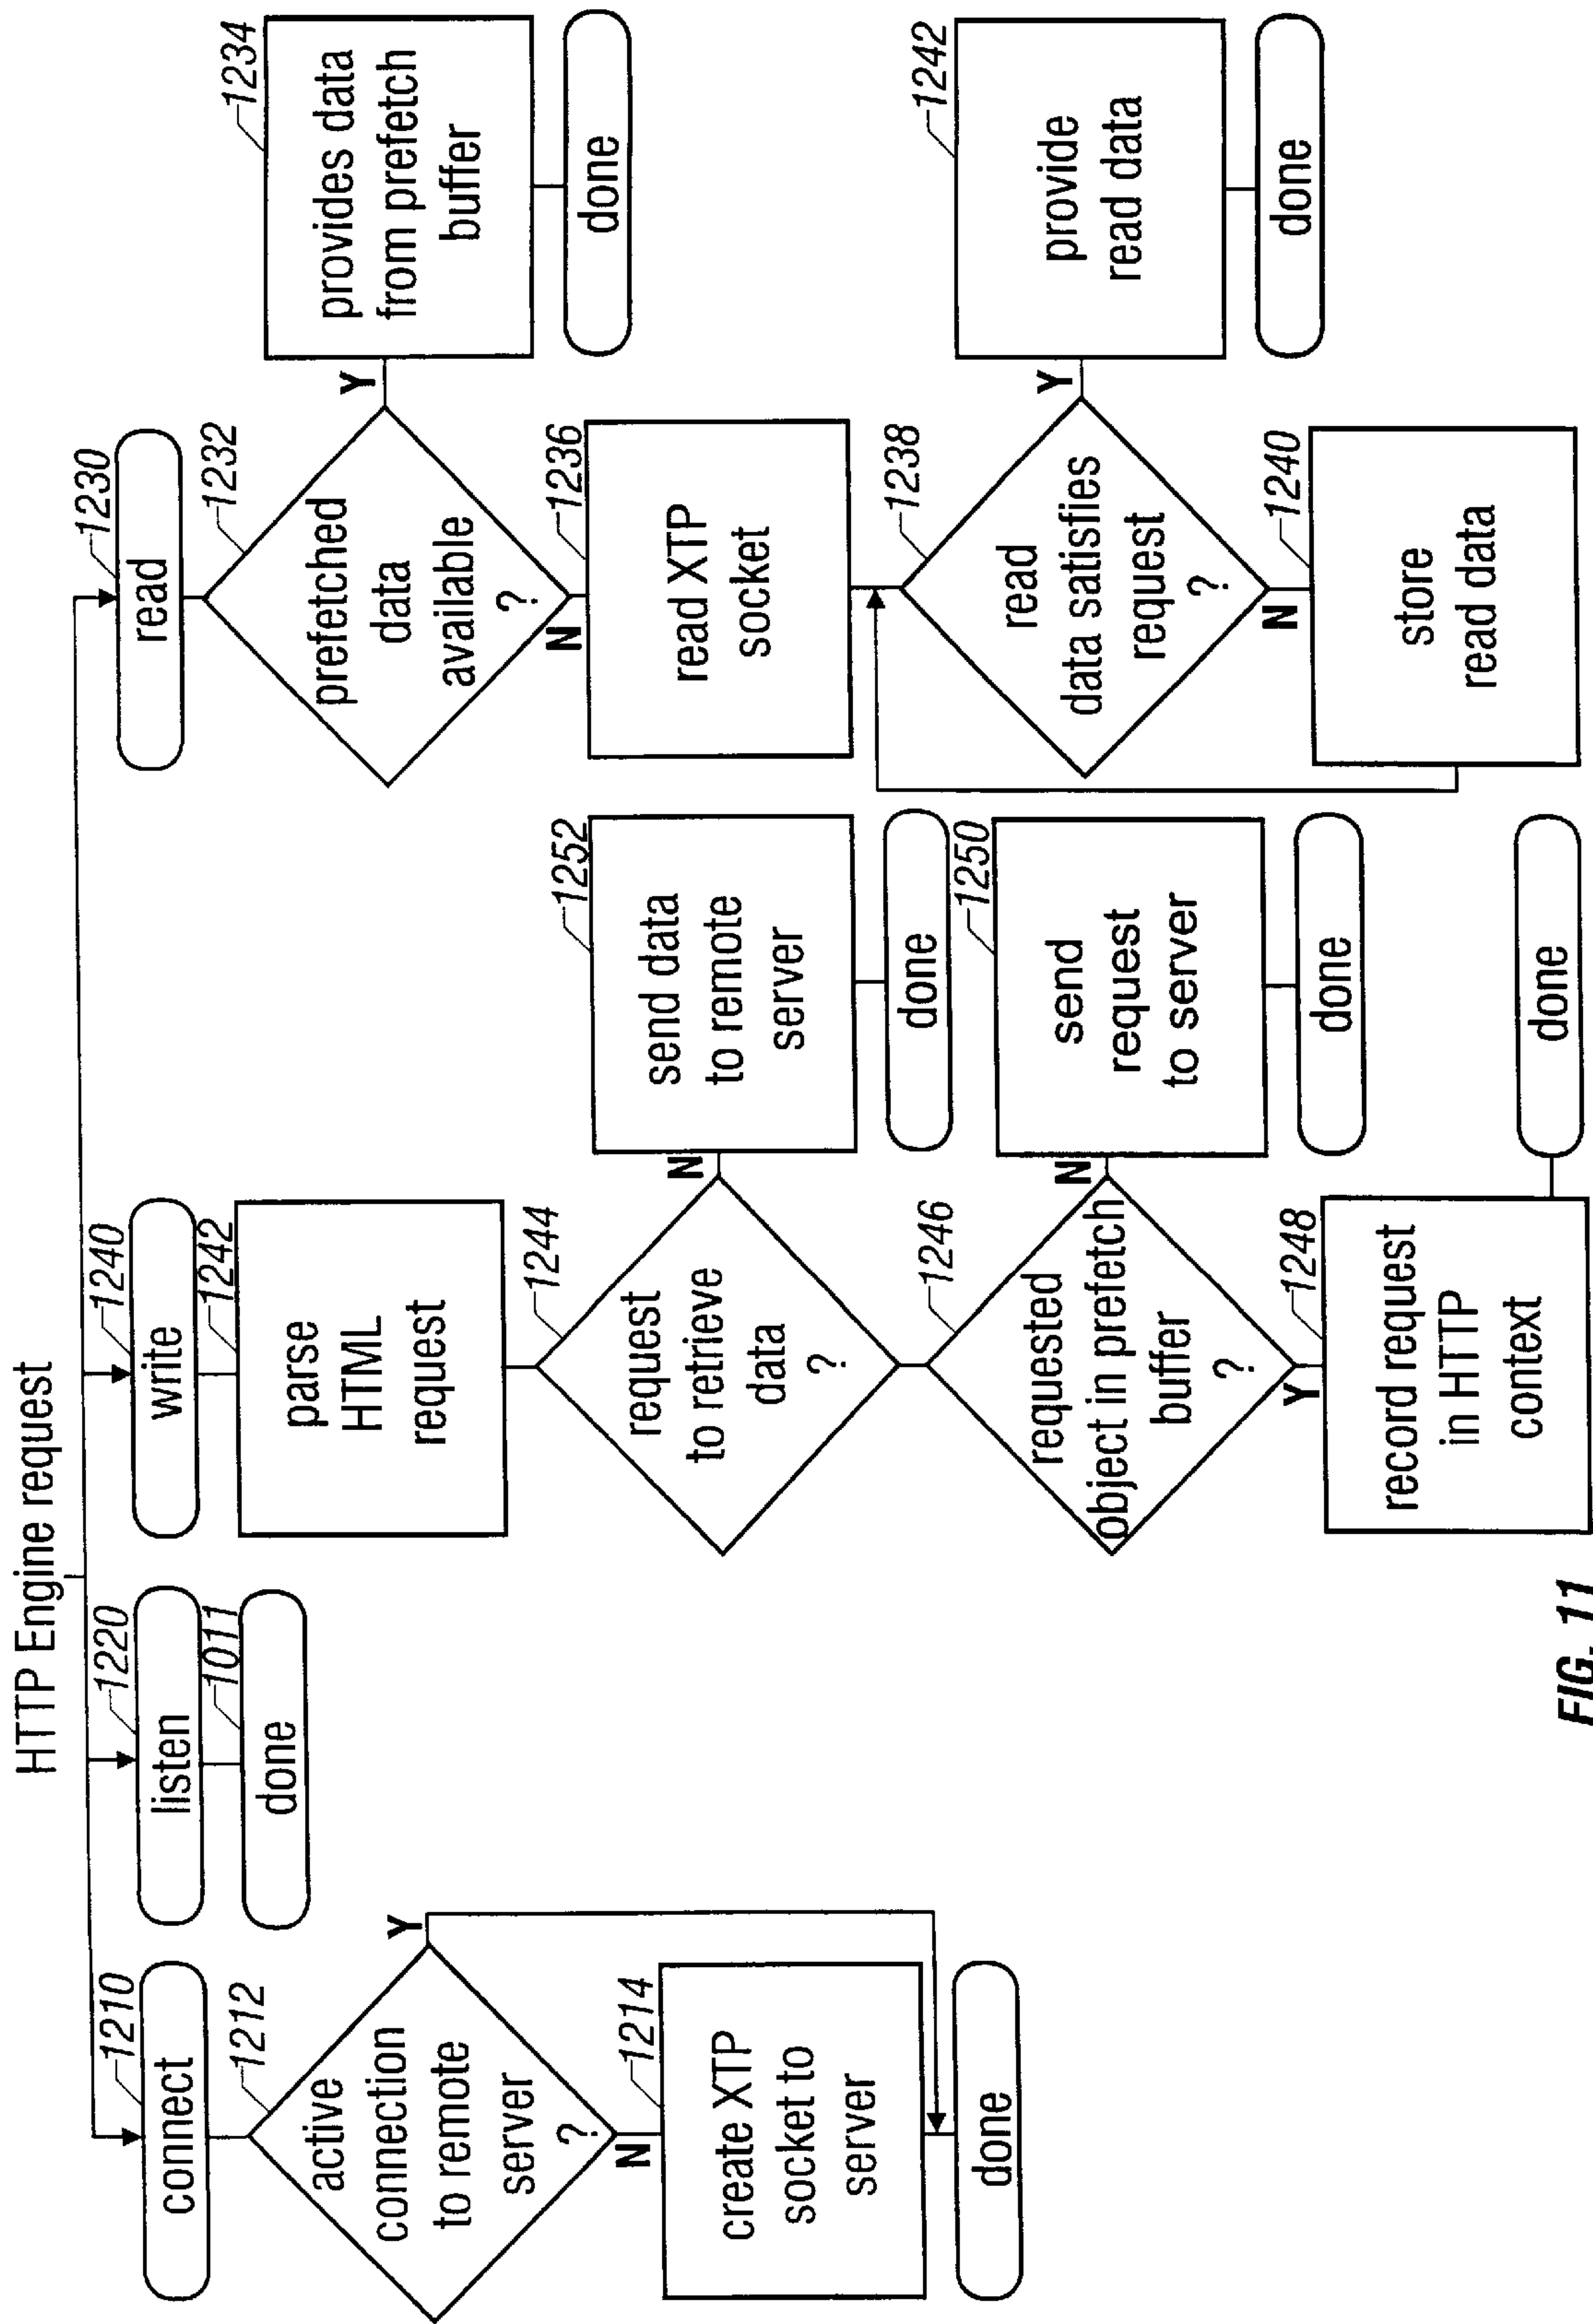 HTTP Engine request
1210
connect
1212
active
connection
to remote
server
?
Y
N
1214
create XTP
socket to
server
done
1220
listen
1011
done
1240
write
1242
parse
HTML
request
1244
request
to retrieve
data
?
N
1252
send data
to remote
server
done
1246
requested
object in prefetch
buffer
?
N
1250
send
request
to server
done
Y
1248
record request
in HTTP
context
done
1230
read
1232
prefetched
data
available
?
Y
1234
provides data
from prefetch
buffer
done
N
1236
read XTP
socket
1238
read
data satisfies
request
?
Y
1242
provide
read data
done
N
1240
store
read data
FIG. 11